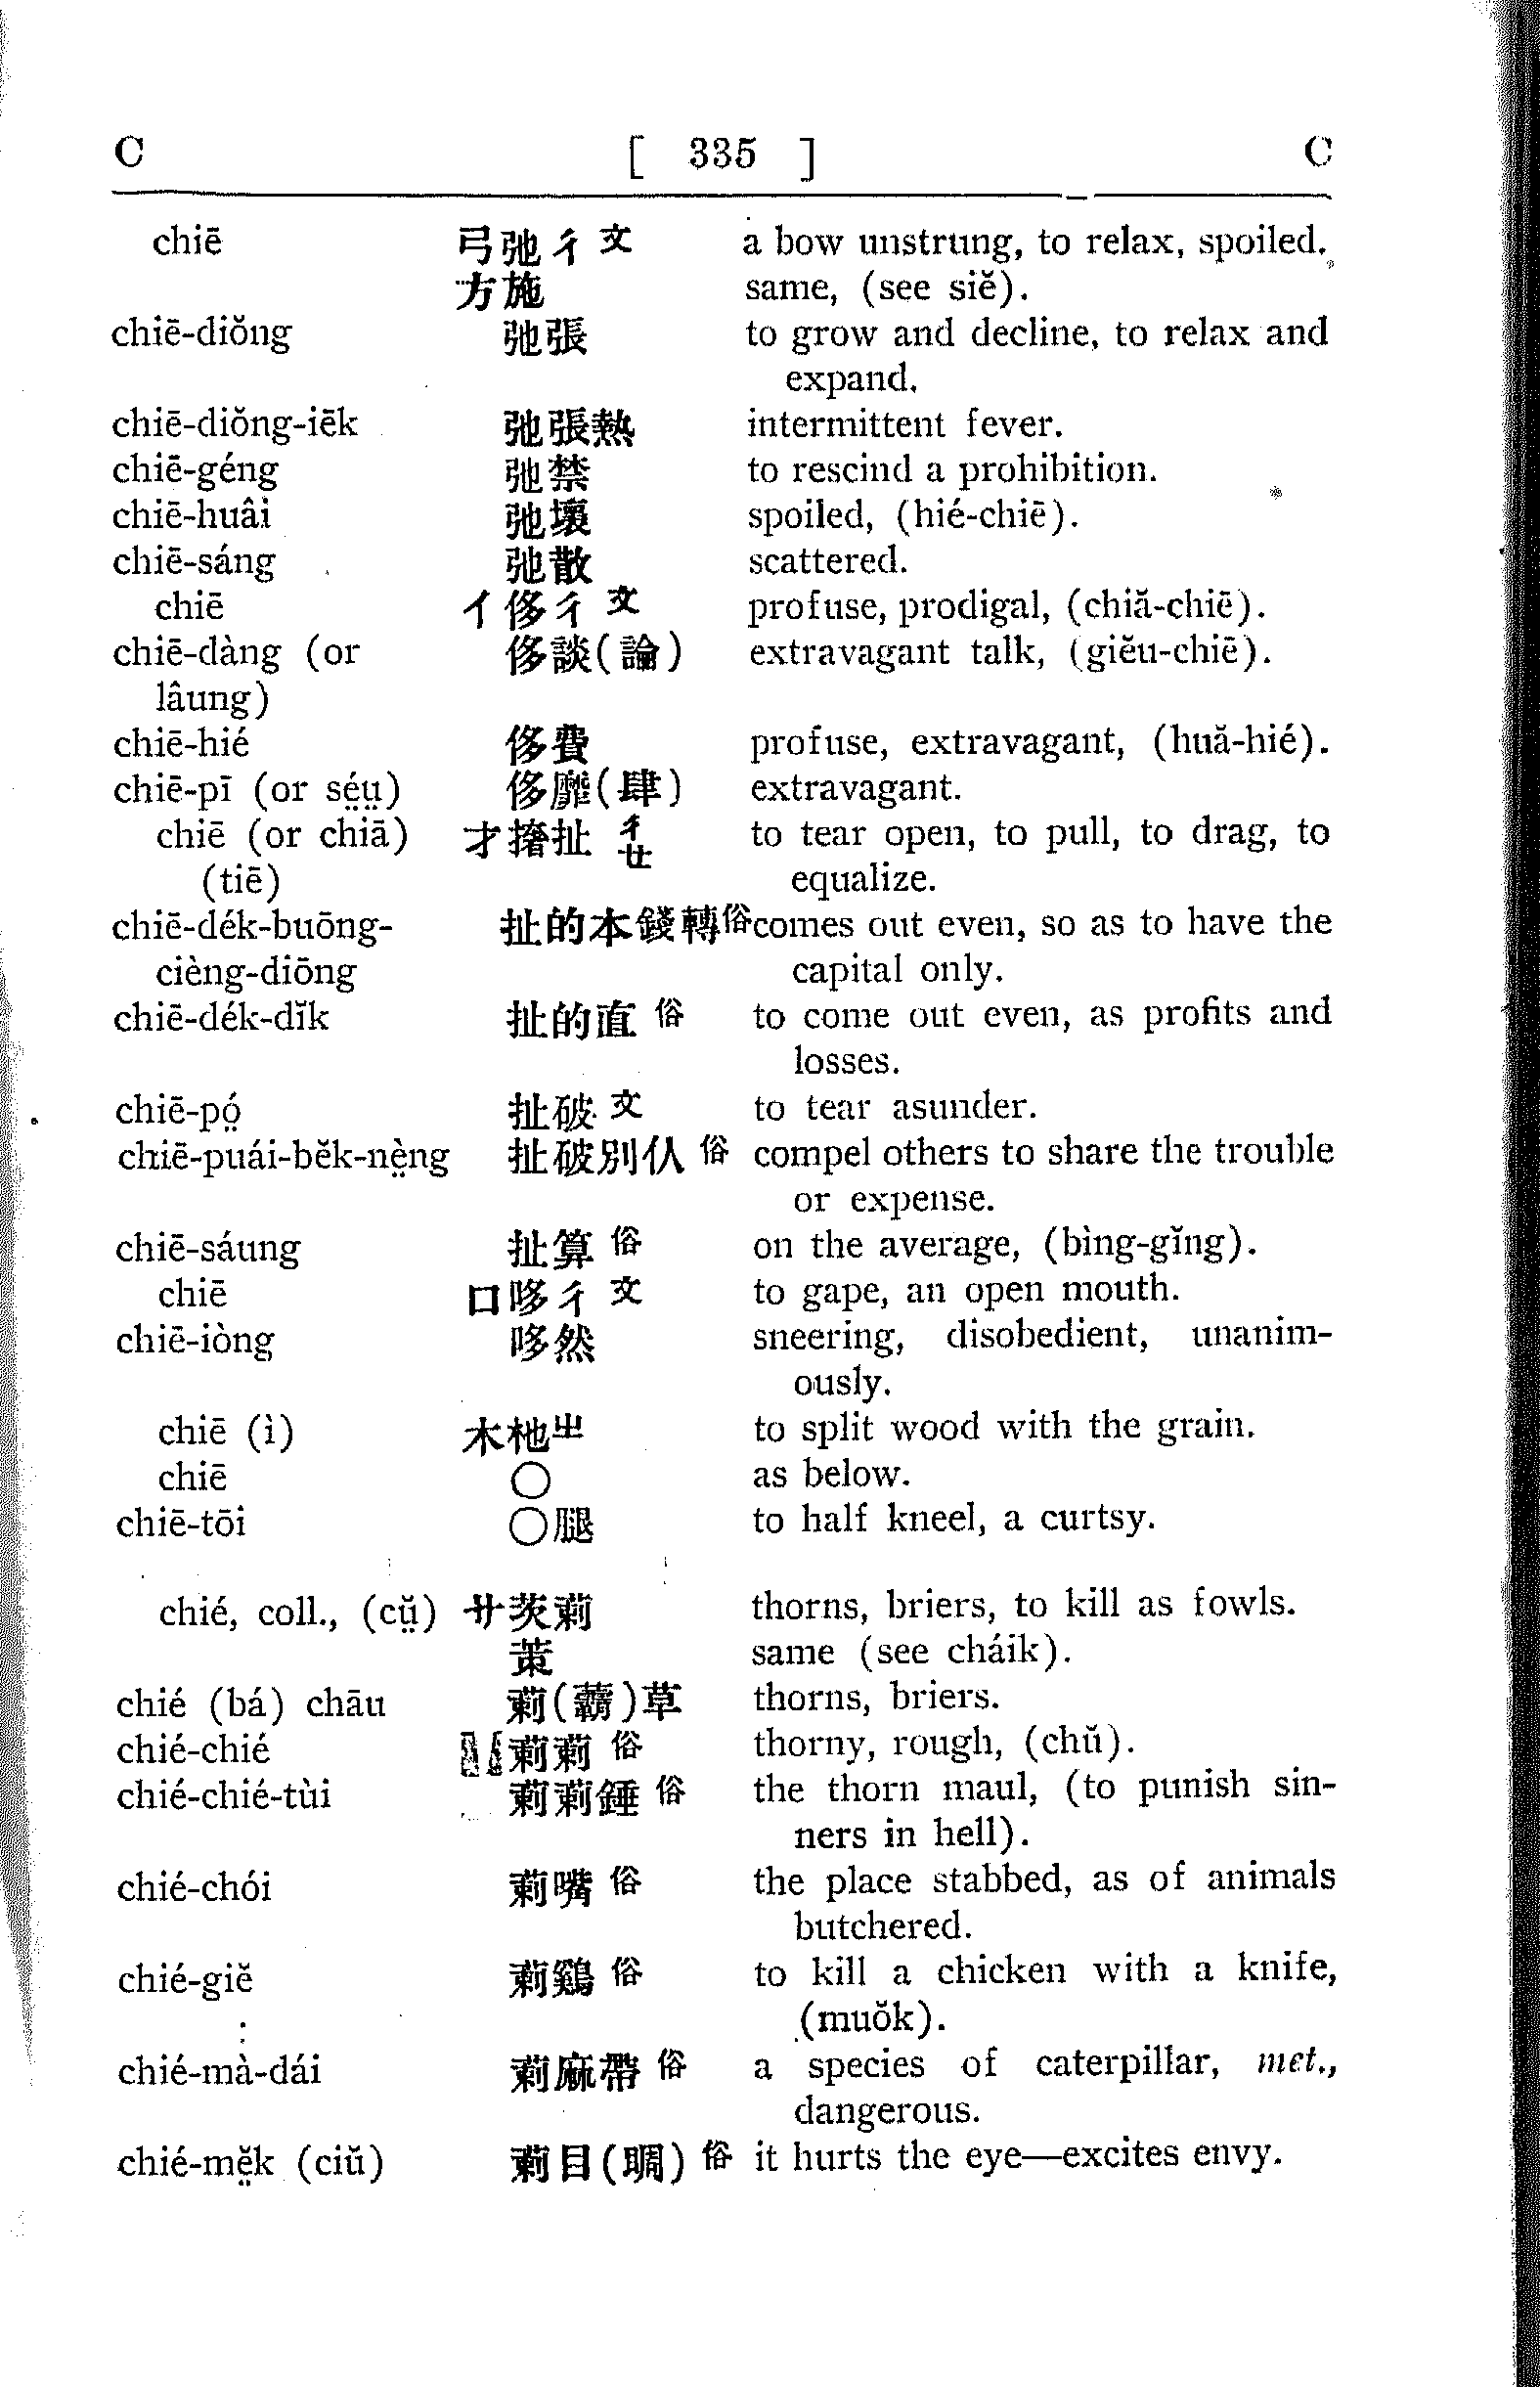 C [ 335 ] C
chiē 弓弛彳文 a bow unstrung, to relax, spoiled.
方施 same, (see siĕ).
chiē-diŏng 弛張 to grow and decline, to relax and
expand.
chiē-diŏng-iĕk 弛張熱 intermittent fever.
chiē-géng 弛禁 to rescind a prohibition.
chiē-huâi 弛壞 spoiled, (hié-chiē).
chiē-sáng 弛散 scattered.
chiē 亻侈彳文 profuse, prodigal, (chiă-chiē).
chiē-dàng (or 侈談(論) extravagant talk, (giĕu-chiē).
lâung)
chiē-hié 侈費 profuse, extravagant, (huă-hié).
chiē-pī (or sé̤ṳ) 侈靡(肆) extravagant.
chiē (or chiā) 才撦扯 彳 to tear open, to pull, to drag, to
(tiē) equalize.
chiē-dék-buōng- 扯的本錢轉俗 comes out even, so as to have the
cièng-diōng capital only.
chiē-dék-dĭk 扯的直 俗 to come out even, as profits and
losses.
chiē-pó̤ 扯破 文 to tear asunder.
chiē-puái-bĕk-nè̤ng 扯破別仈 俗 compel others to share the trouble
or expense.
chiē-sáung 扯算 俗 on the average, (bìng-gĭng).
chiē 口哆彳文 to gape, an open mouth.
chiē-iòng 哆然 sneering, disobedient, unanim-
ously.
chiē (ì) 木杝㞢 to split wood with the grain.
chiē ○ as below.
chiē-tōi ○腿 to half kneel, a curtsy.
chié, coll., (cṳ̆) 艹茨莿 thorns, briers, to kill as fowls.
茦 same (see cháik).
chié (bá) chāu 莿(虈)草 thorns, briers.
chié-chié 莿莿 俗 thorny, rough, (chŭ).
chié-chié-tùi 莿莿錘 俗 the thorn maul, (to punish sin-
ners in hell).
chié-chói 莿嘴 俗 the place stabbed, as of animals
butchered.
chié-giĕ 莿鷄 俗 to kill a chicken with a knife,
(muŏk).
chié-mà-dái 莿麻帶 俗 a species of caterpillar, met.,
dangerous.
chié-mĕ̤k (ciŭ) 莿目(睭) 俗 it hurts the eye—excites envy.